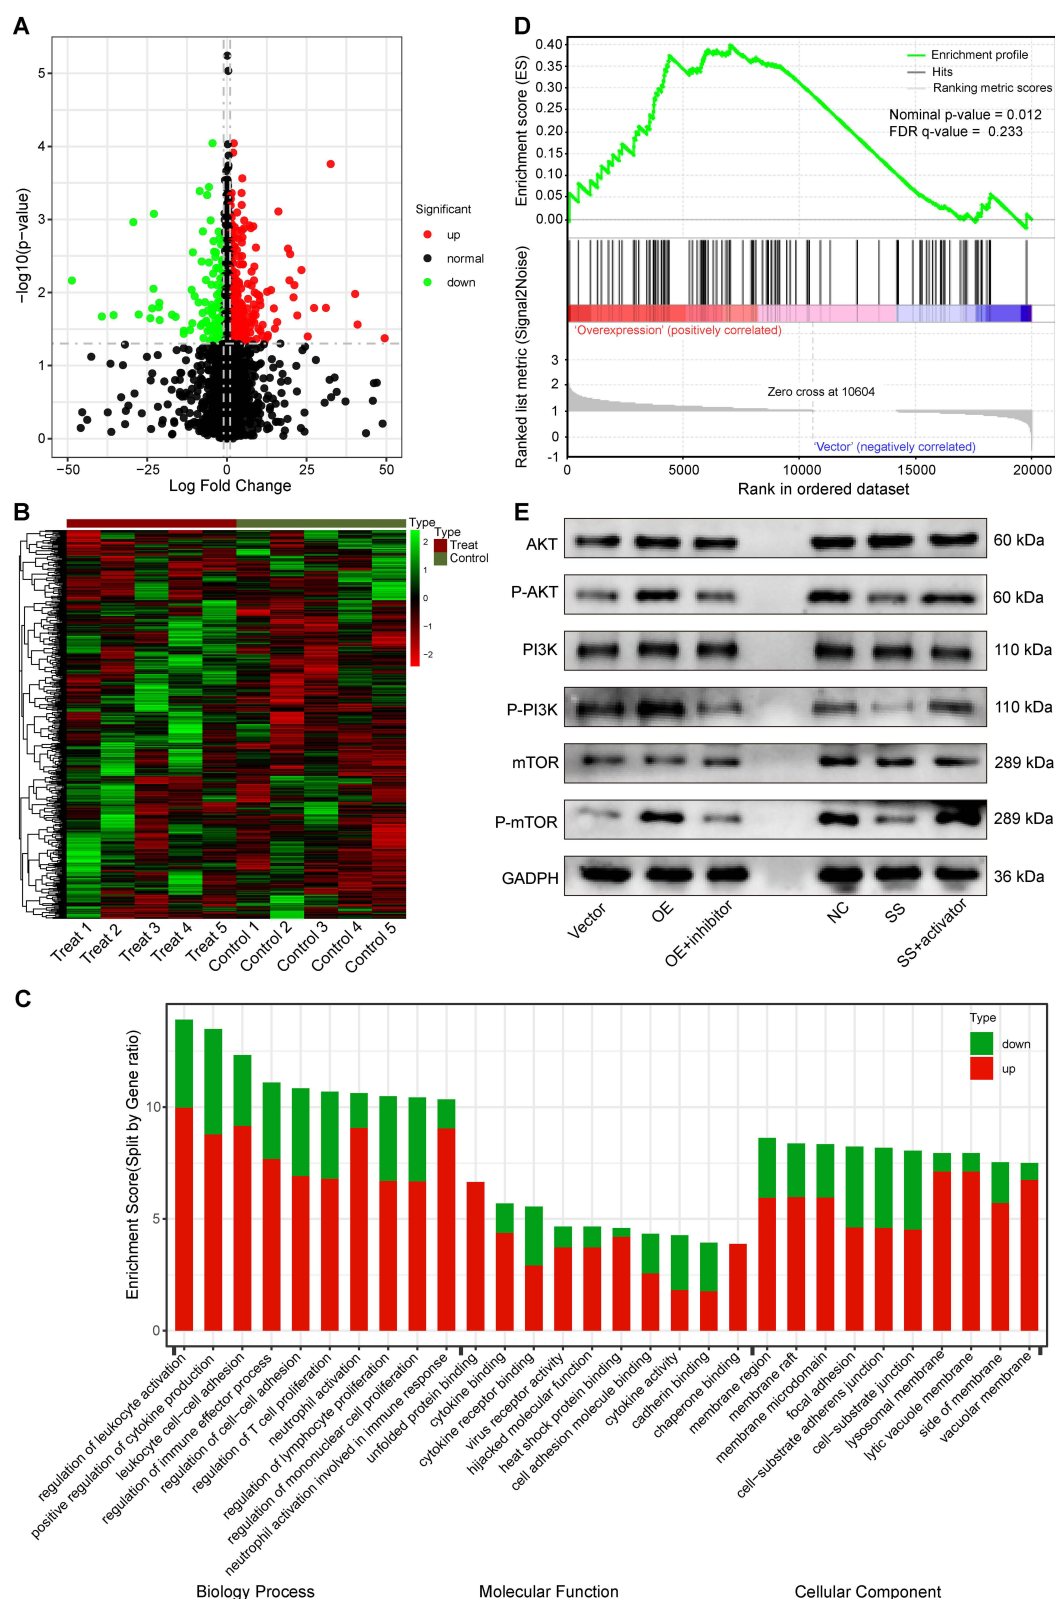 A
5
4
3
2
1
0
−log10(p-value)
−50
−25
0
25
50
Log Fold Change
Significant
up
normal
down
D
0.40
0.35
0.30
0.25
0.20
0.15
0.10
0.05
0.00
Enrichment score (ES)
Enrichment profile
Hits
Ranking metric scores
Nominal p-value = 0.012
FDR q-value = 0.233
'Overexpression' (positively correlated)
3
2
1
0
-1
Ranked list metric (Signal2Noise)
Zero cross at 10604
'Vector' (negatively correlated)
0
5000
10000
15000
20000
Rank in ordered dataset
B
Type
2
1
0
−1
−2
Type
Treat
Control
Treat 1
Treat 2
Treat 3
Treat 4
Treat 5
Control 1
Control 2
Control 3
Control 4
Control 5
E
AKT
60 kDa
P-AKT
60 kDa
PI3K
110 kDa
P-PI3K
110 kDa
mTOR
289 kDa
P-mTOR
289 kDa
GADPH
36 kDa
Vector
OE
OE+inhibitor
NC
SS
SS+activator
C
Enrichment Score(Split by Gene ratio)
10
5
0
Type
down
up
regulation of leukocyte activation
positive regulation of cytokine production
leukocyte cell−cell adhesion
regulation of immune effector process
regulation of cell−cell adhesion
regulation of T cell proliferation
neutrophil activation
regulation of lymphocyte proliferation
regulation of mononuclear cell proliferation
neutrophil activation involved in immune response
unfolded protein binding
cytokine binding
cytokine receptor binding
virus receptor activity
hijacked molecular function
heat shock protein binding
cell adhesion molecule binding
cytokine activity
cadherin binding
chaperone binding
membrane region
membrane raft
membrane microdomain
focal adhesion
cell−substrate adherens junction
cell−substrate junction
lysosomal membrane
lytic vacuole membrane
side of membrane
vacuolar membrane
Biology Process
Molecular Function
Cellular Component